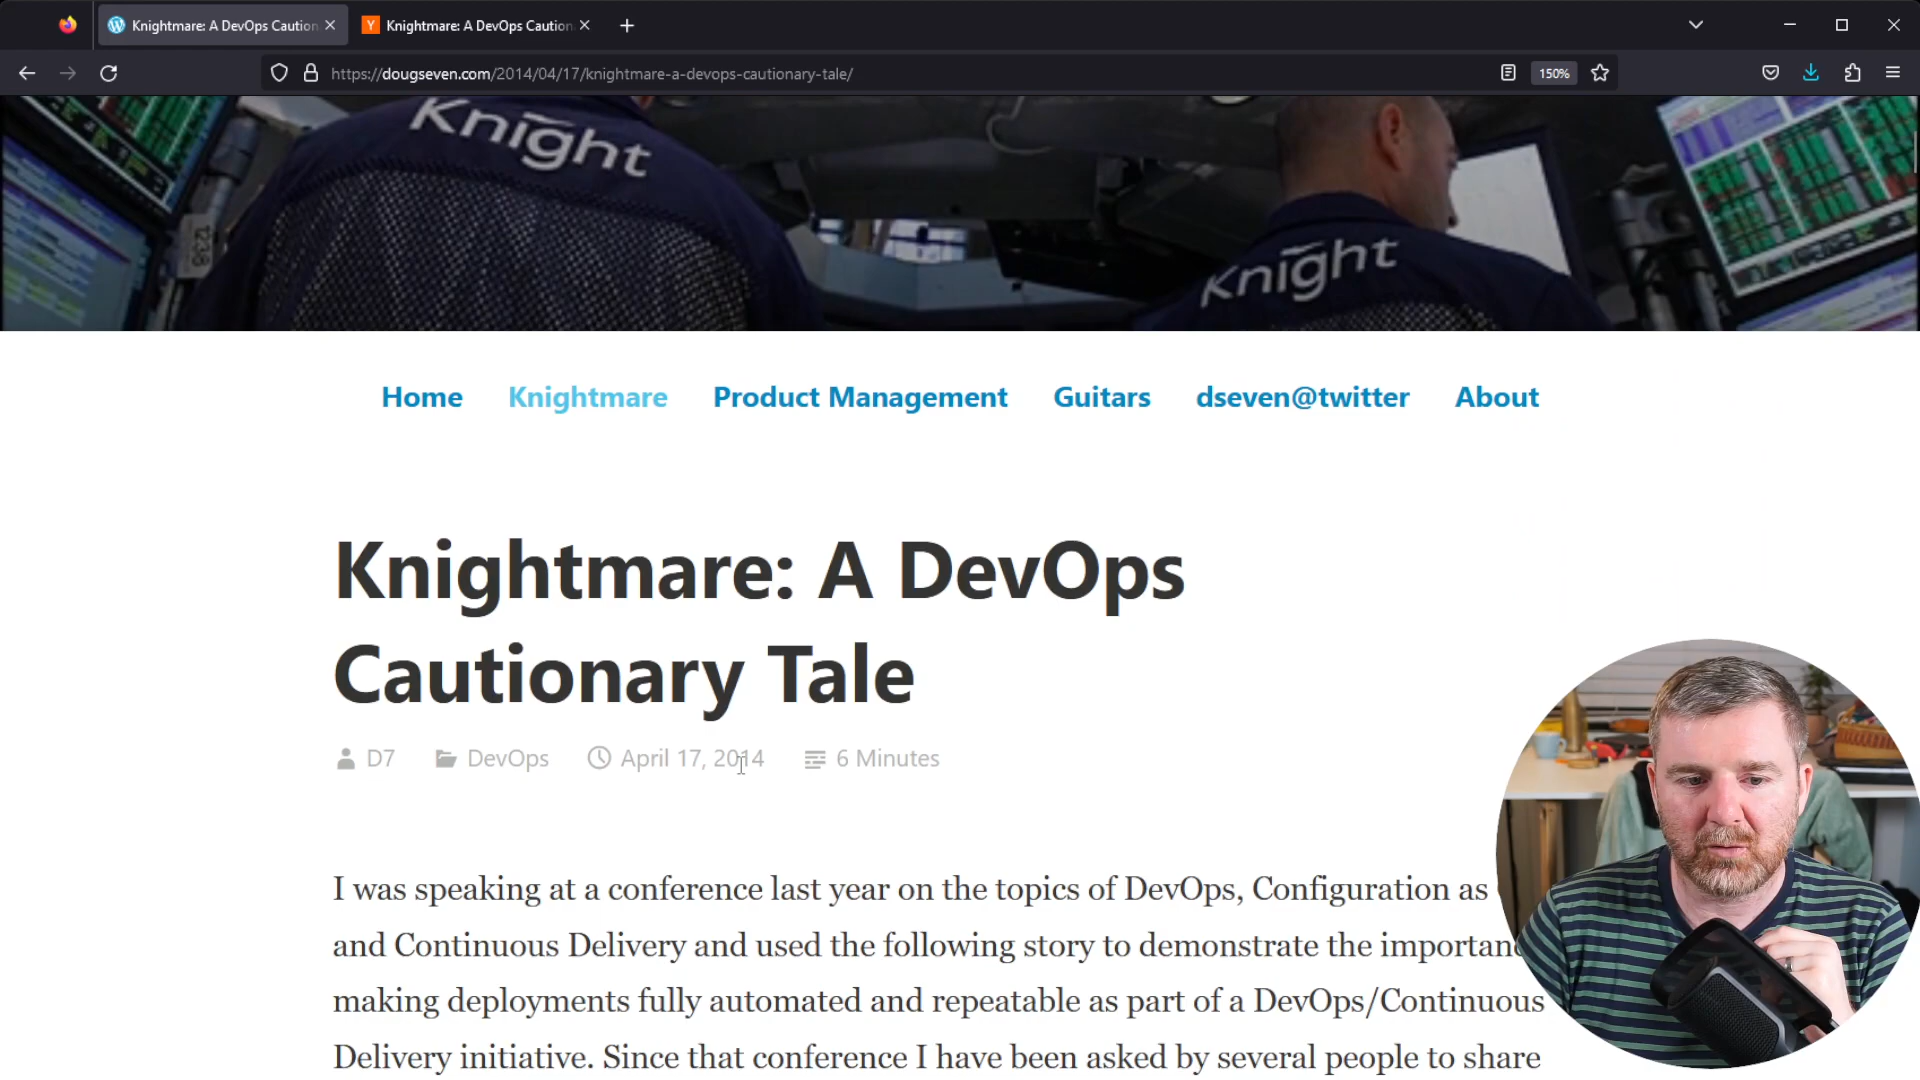 Knightmare: A DevOps Caution
Knightmare: A DevOps Caution
https://dougseven.com/2014/04/17/knightmare-a-devops-cautionary-tale/
150%
Knight
Knight
Home Knightmare Product Management Guitars dseven@twitter About
Knightmare: A DevOps
Cautionary Tale
D7 DevOps April 17, 2014 6 Minutes
I was speaking at a conference last year on the topics of DevOps, Configuration as
and Continuous Delivery and used the following story to demonstrate the importanc
making deployments fully automated and repeatable as part of a DevOps/Continuous
Delivery initiative. Since that conference I have been asked by several people to share